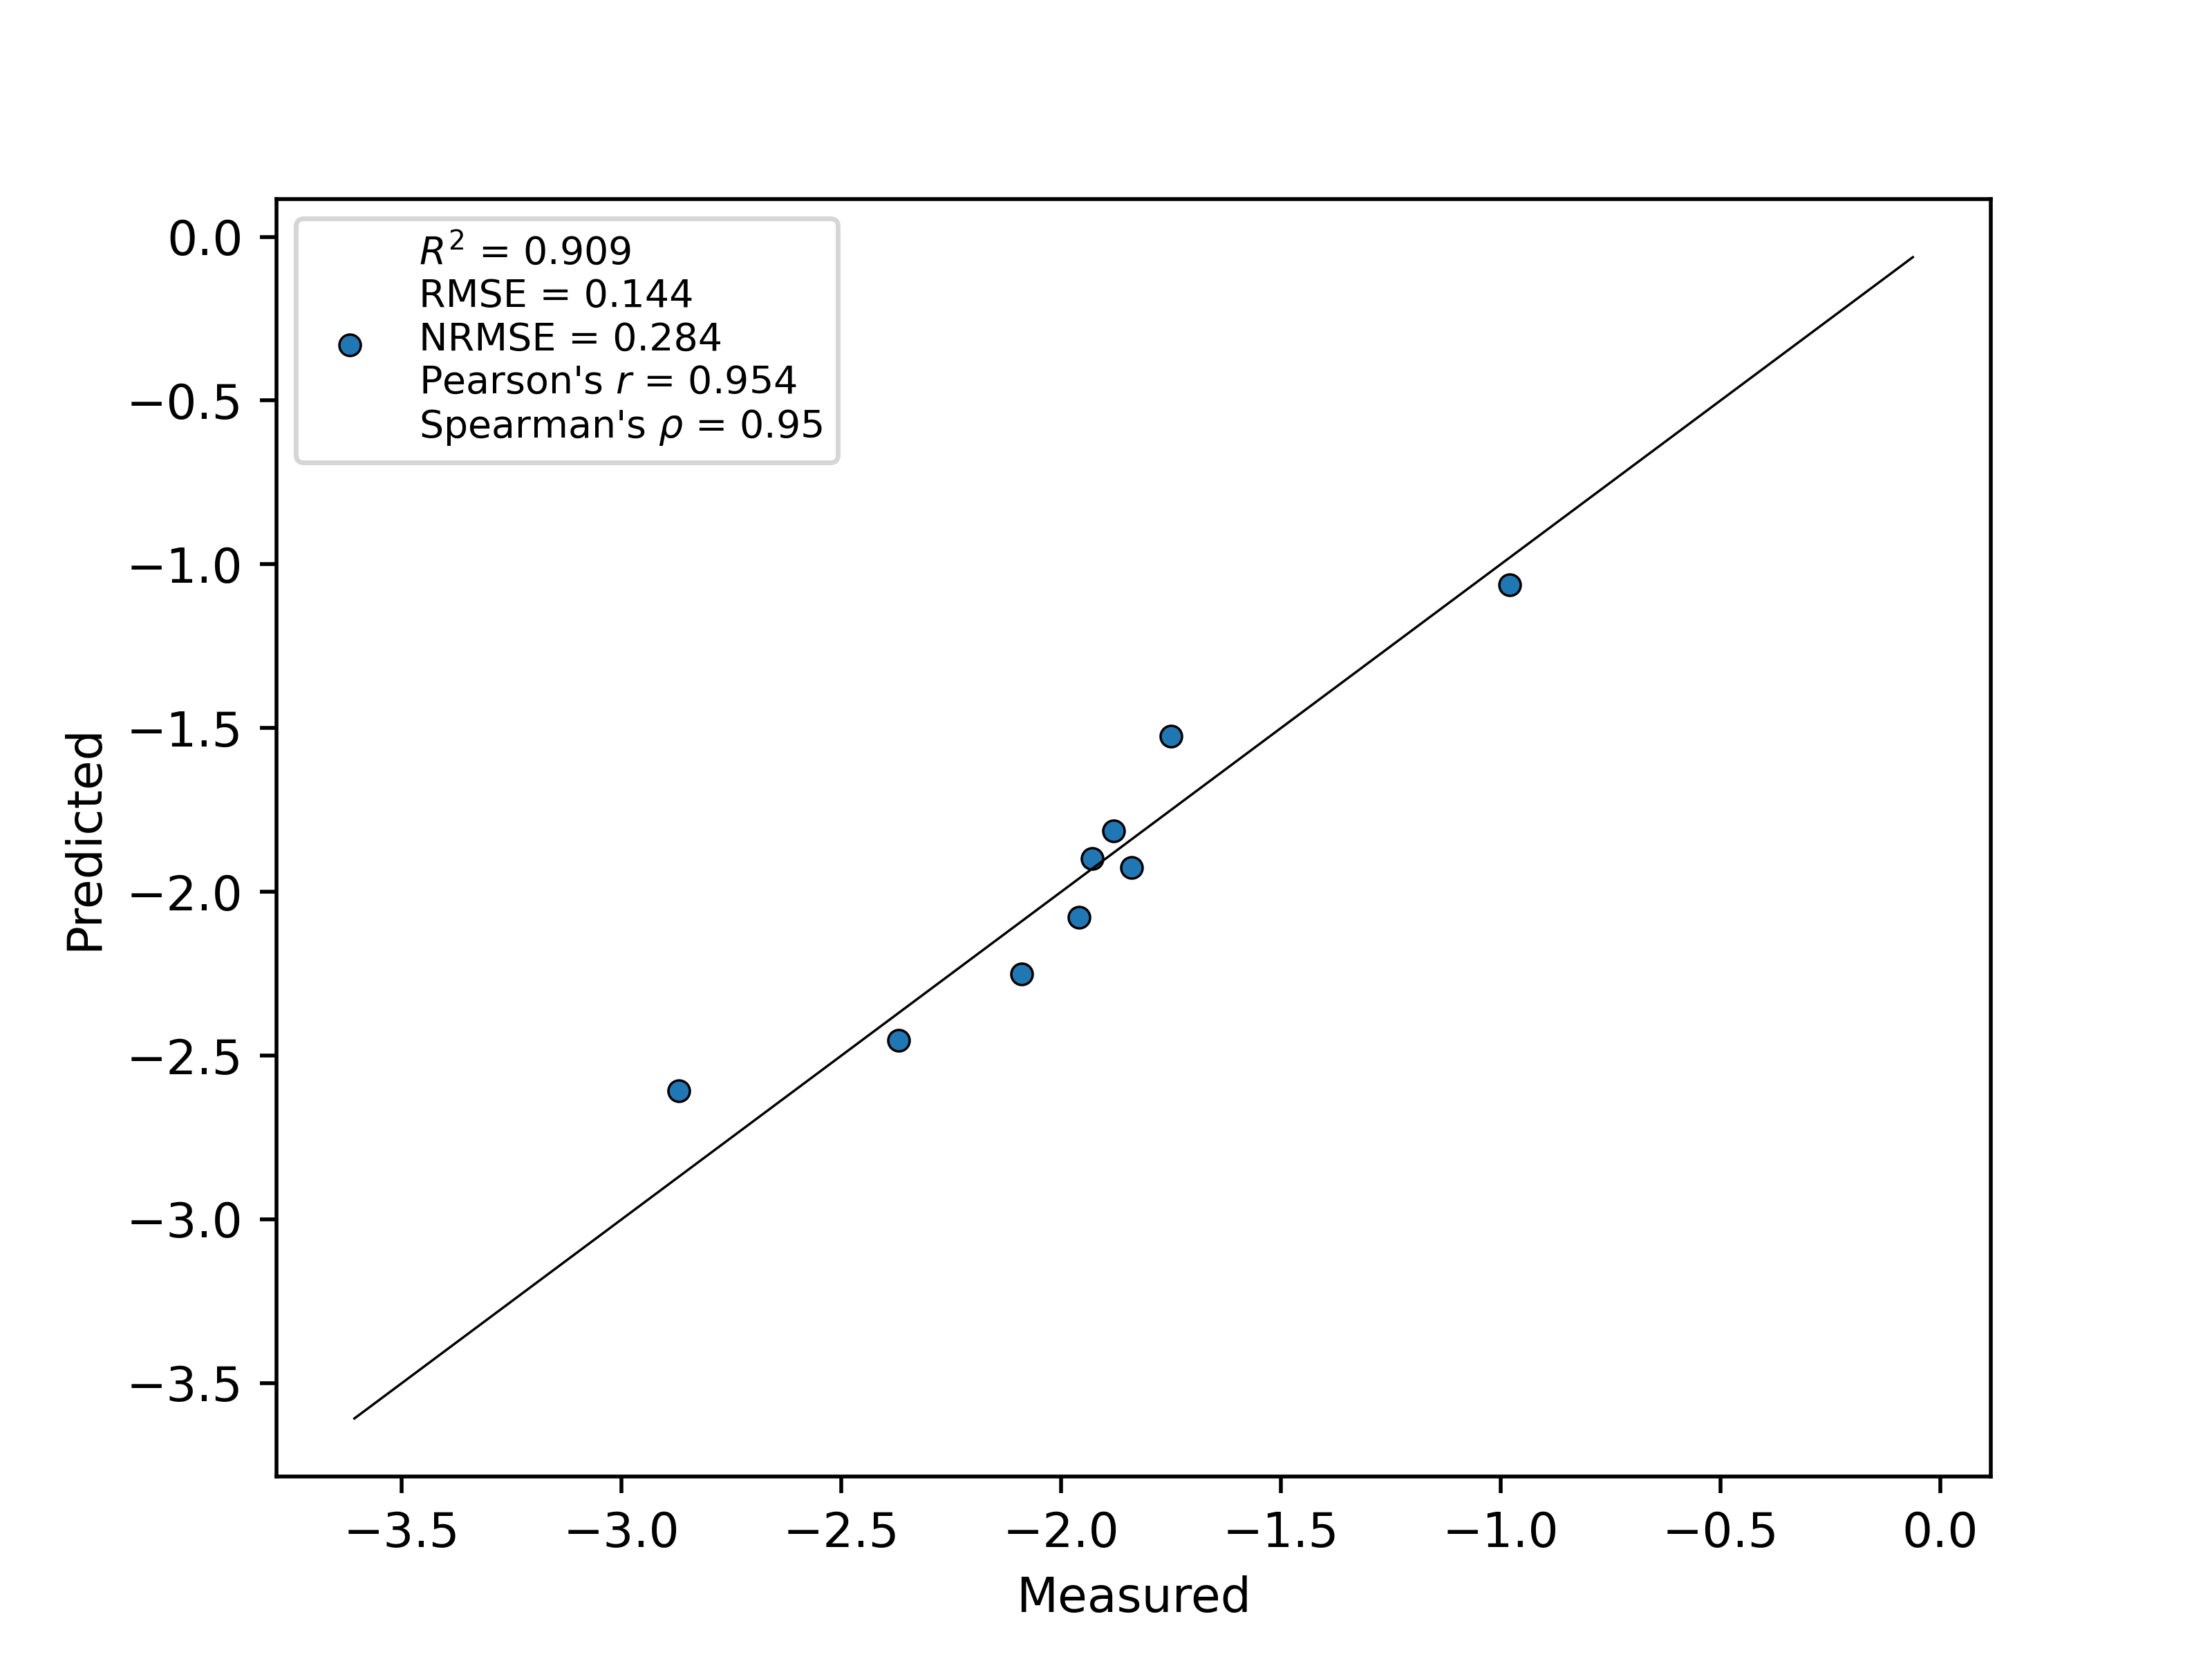 R² = 0.909
RMSE = 0.144
NRMSE = 0.284
Pearson's r = 0.954
Spearman's ρ = 0.95
0.0
−0.5
−1.0
−1.5
−2.0
−2.5
−3.0
−3.5
Predicted
−3.5 −3.0 −2.5 −2.0 −1.5 −1.0 −0.5 0.0
Measured